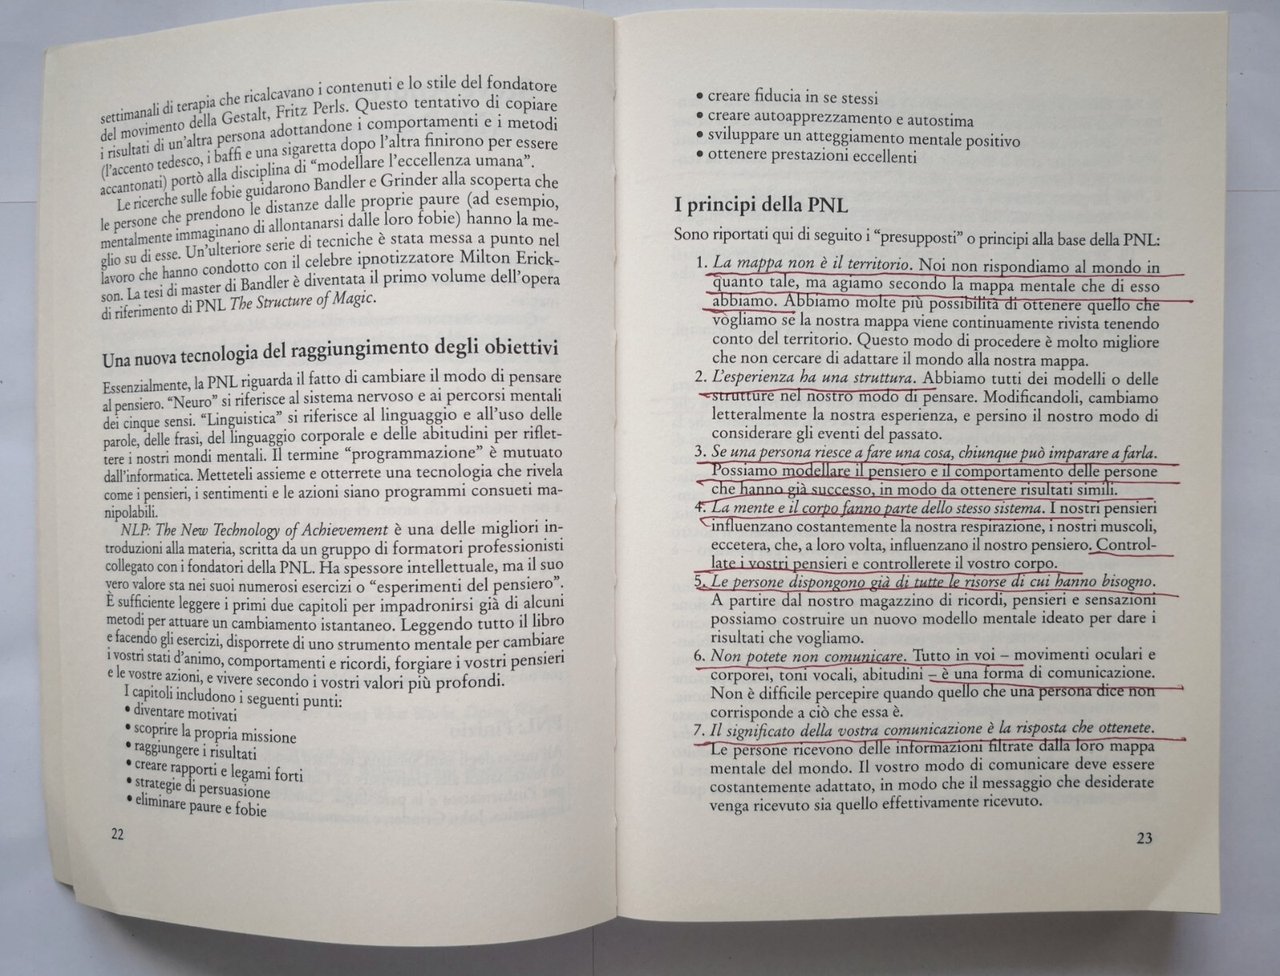 settimanali di terapia che ricalcavano i contenuti e lo stile del fondatore
del movimento della Gestalt, Fritz Perls. Questo tentativo di copiare
i risultati di un'altra persona adottandone i comportamenti e i metodi
(l'accento tedesco, i baffi e una sigaretta dopo l'altra finirono per essere
accantonati) portò alla disciplina di "modellare l'eccellenza umana".
Le ricerche sulle fobie guidarono Bandler e Grinder alla scoperta che
le persone che prendono le distanze dalle proprie paure (ad esempio,
mentalmente immaginano di allontanarsi dalle loro fobie) hanno la me-
glio su di esse. Un'ulteriore serie di tecniche è stata messa a punto nel
lavoro che hanno condotto con il celebre ipnotizzatore Milton Erick-
son. La tesi di master di Bandler è diventata il primo volume dell'opera
di riferimento di PNL The Structure of Magic.
Una nuova tecnologia del raggiungimento degli obiettivi
Essenzialmente, la PNL riguarda il fatto di cambiare il modo di pensare
al pensiero. "Neuro" si riferisce al sistema nervoso e ai percorsi mentali
dei cinque sensi. "Linguistica" si riferisce al linguaggio e all'uso delle
parole, delle frasi, del linguaggio corporale e delle abitudini per riflet-
tere i nostri mondi mentali. Il termine "programmazione" è mutuato
dall'informatica. Metteteli assieme e otterrete una tecnologia che rivela
come i pensieri, i sentimenti e le azioni siano programmi consueti ma-
nipolabili.
NLP: The New Technology of Achievement è una delle migliori in-
troduzioni alla materia, scritta da un gruppo di formatori professionisti
collegato con i fondatori della PNL. Ha spessore intellettuale, ma il suo
vero valore sta nei suoi numerosi esercizi o "esperimenti del pensiero".
È sufficiente leggere i primi due capitoli per impadronirsi già di alcuni
metodi per attuare un cambiamento istantaneo. Leggendo tutto il libro
e facendo gli esercizi, disporrete di uno strumento mentale per cambiare
i vostri stati d'animo, comportamenti e ricordi, forgiare i vostri pensieri
e le vostre azioni, e vivere secondo i vostri valori più profondi.
I capitoli includono i seguenti punti:
• diventare motivati
• scoprire la propria missione
• raggiungere i risultati
• creare rapporti e legami forti
• strategie di persuasione
• eliminare paure e fobie
22
• creare fiducia in se stessi
• creare autoapprezzamento e autostima
• sviluppare un atteggiamento mentale positivo
• ottenere prestazioni eccellenti
I principi della PNL
Sono riportati qui di seguito i "presupposti" o principi alla base della PNL:
1. La mappa non è il territorio. Noi non rispondiamo al mondo in
quanto tale, ma agiamo secondo la mappa mentale che di esso
abbiamo. Abbiamo molte più possibilità di ottenere quello che
vogliamo se la nostra mappa viene continuamente rivista tenendo
conto del territorio. Questo modo di procedere è molto migliore
che non cercare di adattare il mondo alla nostra mappa.
2. L'esperienza ha una struttura. Abbiamo tutti dei modelli o delle
strutture nel nostro modo di pensare. Modificandoli, cambiamo
letteralmente la nostra esperienza, e persino il nostro modo di
considerare gli eventi del passato.
3. Se una persona riesce a fare una cosa, chiunque può imparare a farla.
Possiamo modellare il pensiero e il comportamento delle persone
che hanno già successo, in modo da ottenere risultati simili.
4. La mente e il corpo fanno parte dello stesso sistema. I nostri pensieri
influenzano costantemente la nostra respirazione, i nostri muscoli,
eccetera, che, a loro volta, influenzano il nostro pensiero. Control-
late i vostri pensieri e controllerete il vostro corpo.
5. Le persone dispongono già di tutte le risorse di cui hanno bisogno.
A partire dal nostro magazzino di ricordi, pensieri e sensazioni
possiamo costruire un nuovo modello mentale ideato per dare i
risultati che vogliamo.
6. Non potete non comunicare. Tutto in voi – movimenti oculari e
corporei, toni vocali, abitudini – è una forma di comunicazione.
Non è difficile percepire quando quello che una persona dice non
corrisponde a ciò che essa è.
7. Il significato della vostra comunicazione è la risposta che ottenete.
Le persone ricevono delle informazioni filtrate dalla loro mappa
mentale del mondo. Il vostro modo di comunicare deve essere
costantemente adattato, in modo che il messaggio che desiderate
venga ricevuto sia quello effettivamente ricevuto.
23